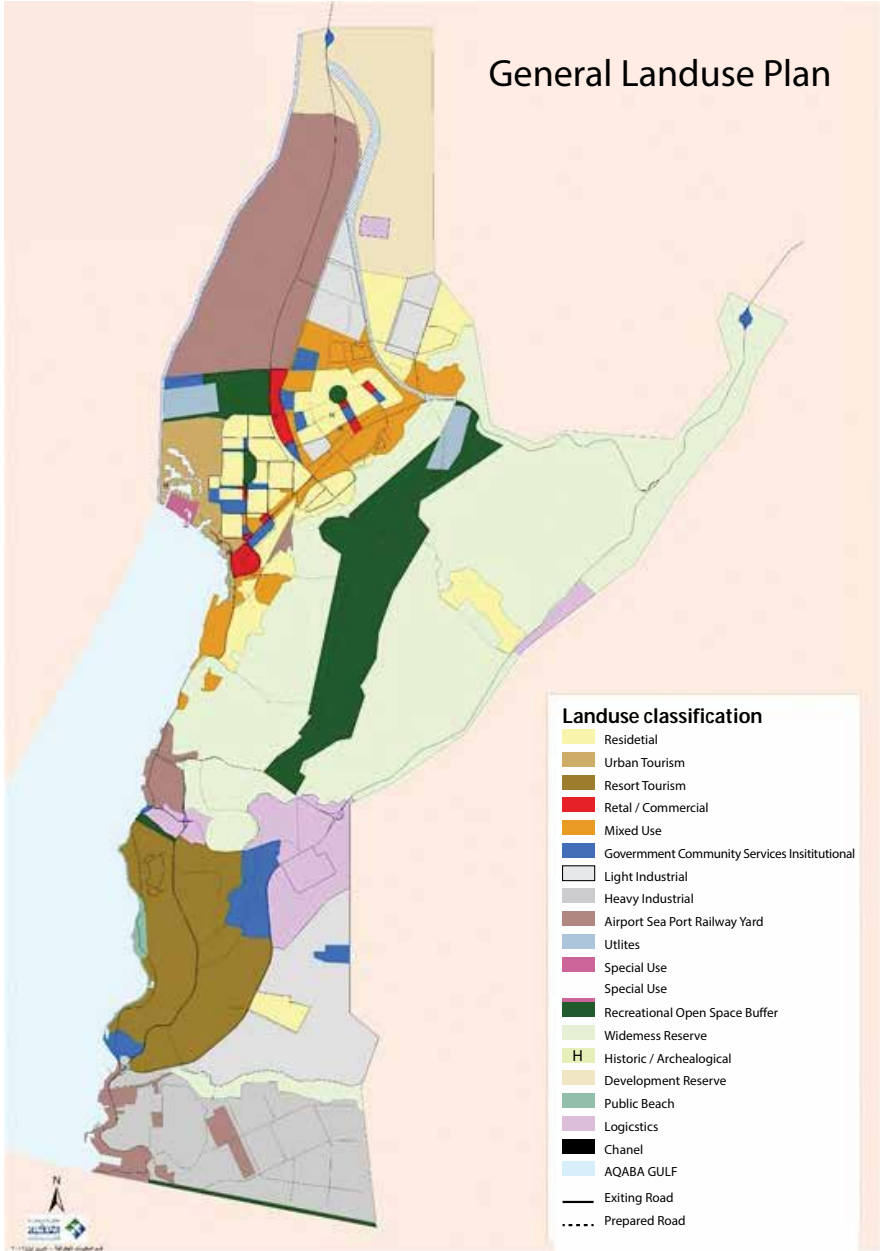 General Landuse Plan
H
Landuse classification
Residetial
Urban Tourism
Resort Tourism
Retal / Commercial
Mixed Use
Govermment Community Services Insititutional
Light Industrial
Heavy Industrial
Airport Sea Port Railway Yard
Utlites
Special Use
Special Use
Recreational Open Space Buffer
Widemess Reserve
H Historic / Archealogical
Development Reserve
Public Beach
Logicstics
Chanel
AQABA GULF
Exiting Road
Prepared Road
N